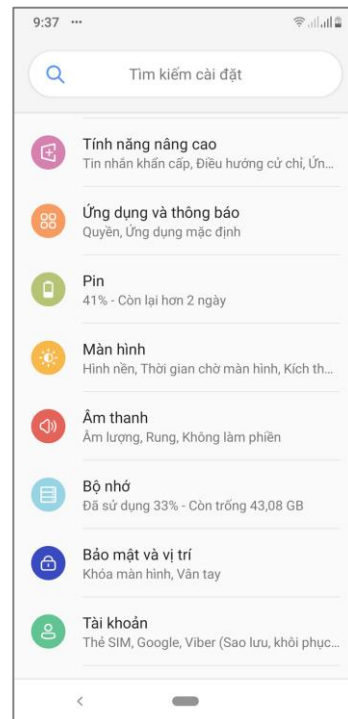 9:37 ...
Tìm kiếm cài đặt
Tính năng nâng cao
Tin nhắn khẩn cấp, Điều hướng cử chỉ, Ứn...
Ứng dụng và thông báo
Quyền, Ứng dụng mặc định
Pin
41% - Còn lại hơn 2 ngày
Màn hình
Hình nền, Thời gian chờ màn hình, Kích th...
Âm thanh
Âm lượng, Rung, Không làm phiền
Bộ nhớ
Đã sử dụng 33% - Còn trống 43,08 GB
Bảo mật và vị trí
Khóa màn hình, Vân tay
Tài khoản
Thẻ SIM, Google, Viber (Sao lưu, khôi phục...